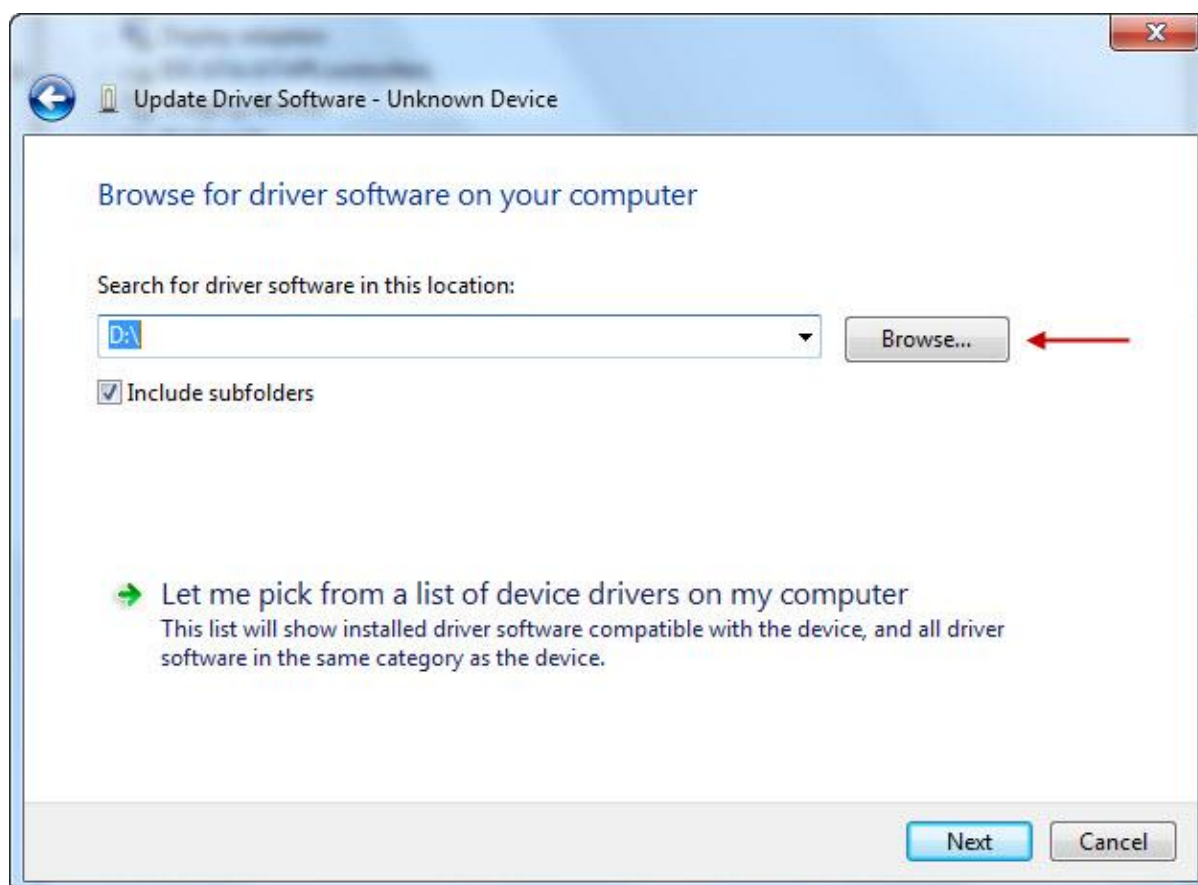 Update Driver Software - Unknown Device
Browse for driver software on your computer
Search for driver software in this location:
D:\
Browse...
Include subfolders
Let me pick from a list of device drivers on my computer
This list will show installed driver software compatible with the device, and all driver
software in the same category as the device.
Next
Cancel